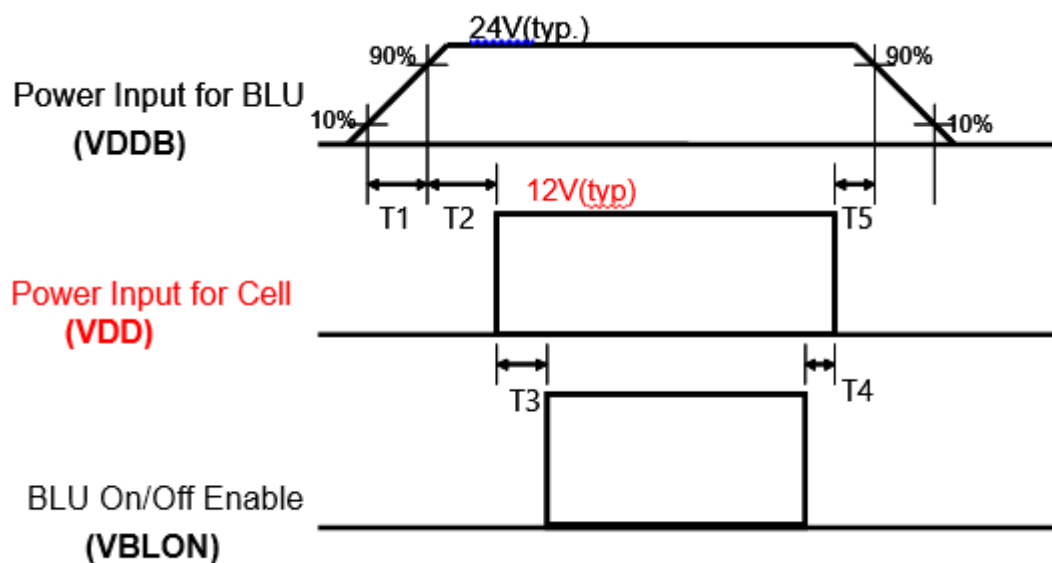 24V(typ.)
90%
90%
Power Input for BLU
(VDDB)
10%
10%
T1
T2
12V(typ)
T5
Power Input for Cell
(VDD)
T3
T4
BLU On/Off Enable
(VBLON)